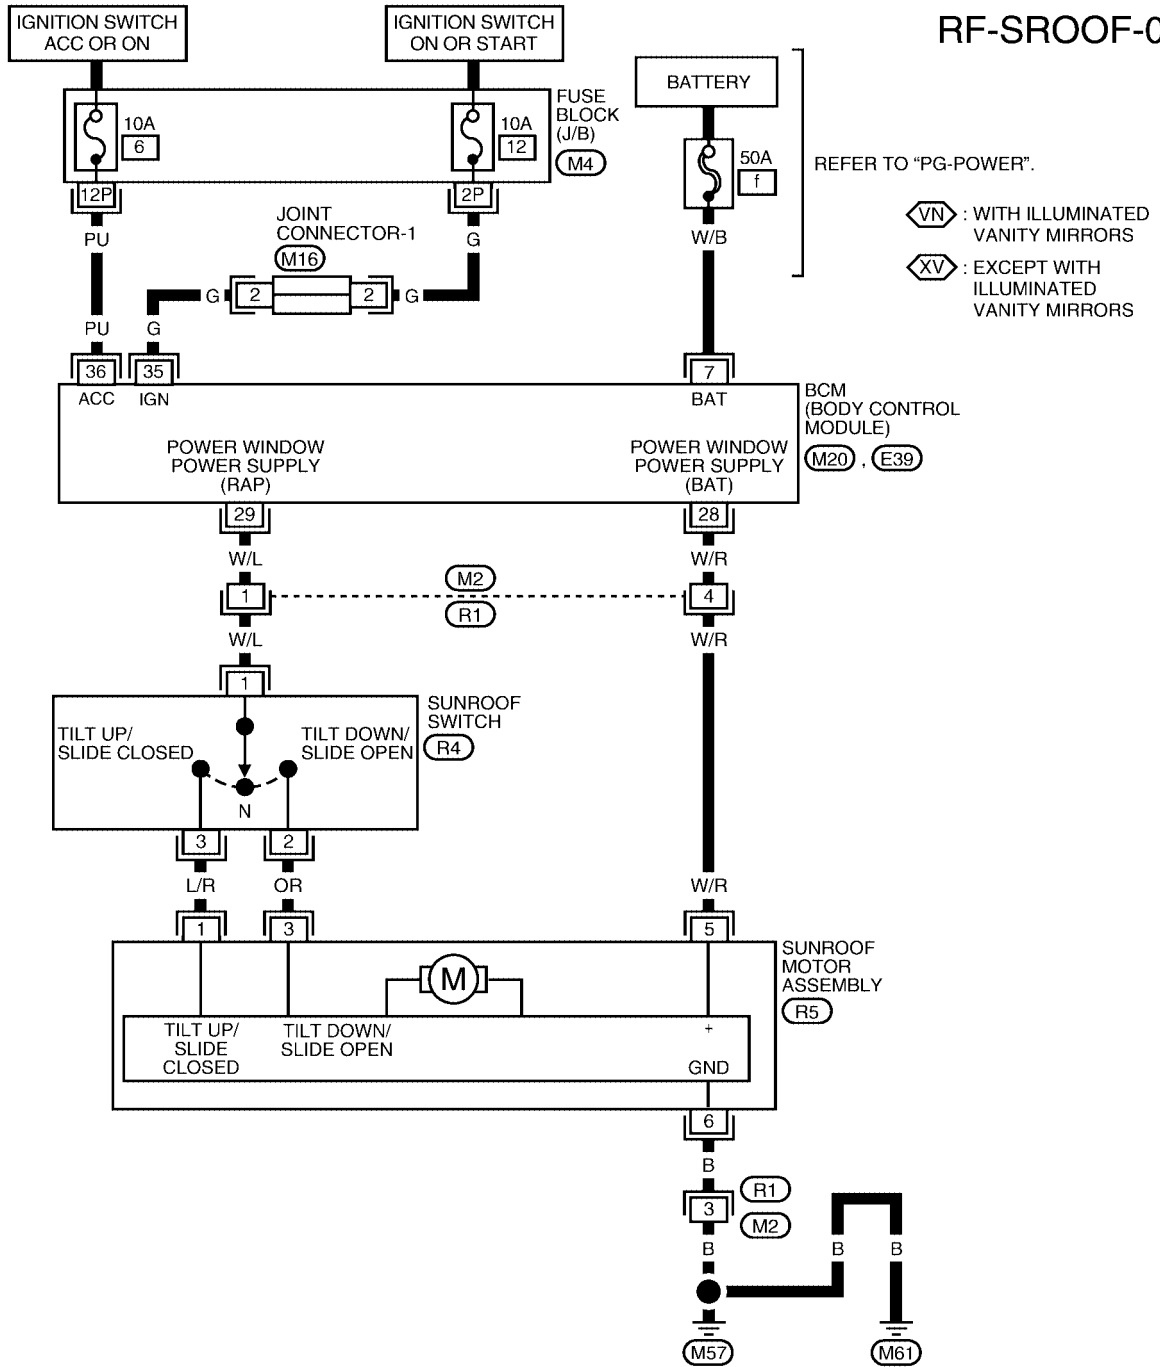 IGNITION SWITCH
ACC OR ON
IGNITION SWITCH
ON OR START
RF-SROOF-0
BATTERY
FUSE
BLOCK
(J/B)
M4
10A
6
10A
12
50A
f
REFER TO “PG-POWER”.
12P
2P
VN : WITH ILLUMINATED
VANITY MIRRORS
XV : EXCEPT WITH
ILLUMINATED
VANITY MIRRORS
JOINT
CONNECTOR-1
M16
PU
G
W/B
G 2 2 G
PU
G
36
35
7
ACC
IGN
BAT
BCM
(BODY CONTROL
MODULE)
M20 , E39
POWER WINDOW
POWER SUPPLY
(RAP)
POWER WINDOW
POWER SUPPLY
(BAT)
29
28
W/L
W/R
M2
1
4
R1
W/L
W/R
1
SUNROOF
SWITCH
R4
TILT UP/
SLIDE CLOSED
TILT DOWN/
SLIDE OPEN
N
3
2
L/R
OR
W/R
1
3
5
SUNROOF
MOTOR
ASSEMBLY
R5
M
TILT UP/
SLIDE
CLOSED
TILT DOWN/
SLIDE OPEN
+
GND
6
B
R1
3
M2
B
B
B
M57
M61